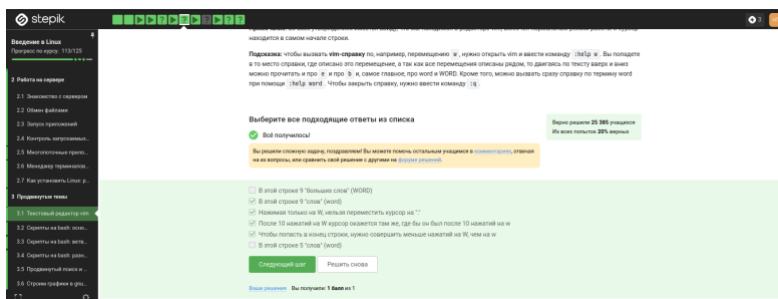 stepik
3
Введение в Linux
Прогресс по курсу: 113/125
2 Работа на сервере
2.1 Знакомство с сервером
2.2 Обмен файлами
2.3 Запуск приложений
2.4 Контроль запускаемых...
2.5 Многопоточные прило...
2.6 Менеджер терминалов...
2.7 Как установить Linux: р...
3 Продвинутые темы
3.1 Текстовый редактор vim
3.2 Скрипты на bash: осно...
3.3 Скрипты на bash: ветв...
3.4 Скрипты на bash: разн...
3.5 Продвинутый поиск и ...
3.6 Строим графики в gnu...
находится в самом начале строки.
Подсказка: чтобы вызвать vim-справку по, например, перемещению w, нужно открыть vim и ввести команду :help w. Вы попадете
в то место справки, где описано это перемещение, а так как все перемещения описаны рядом, то двигаясь по тексту вверх и вниз
можно прочитать и про e и про b и, самое главное, про word и WORD. Кроме того, можно вызвать сразу справку по термину word
при помощи :help word. Чтобы закрыть справку, нужно ввести команду :q.
Выберите все подходящие ответы из списка
Верно решили 25 385 учащихся
Из всех попыток 20% верных
Всё получилось!
Вы решили сложную задачу, поздравляем! Вы можете помочь остальным учащимся в комментариях, отвечая
на их вопросы, или сравнить своё решение с другими на форуме решений.
В этой строке 9 "больших слов" (WORD)
В этой строке 9 "слов" (word)
Нажимая только на W, нельзя переместить курсор на "."
После 10 нажатий на W курсор окажется там же, где бы он был после 10 нажатий на w
Чтобы попасть в конец строки, нужно совершить меньше нажатий на W, чем на w
В этой строке 5 "слов" (word)
Следующий шаг
Решить снова
Ваши решения Вы получили: 1 балл из 1